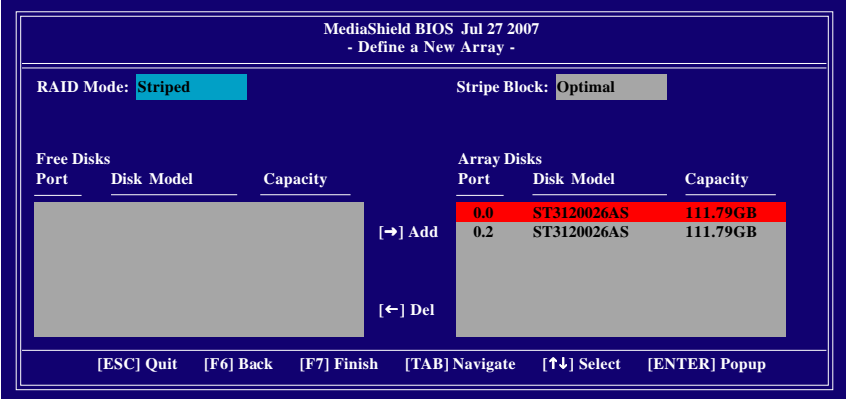 MediaShield BIOS Jul 27 2007
- Define a New Array -
RAID Mode: Striped Stripe Block: Optimal
Free Disks Array Disks
Port Disk Model Capacity Port Disk Model Capacity
0.0 ST3120026AS 111.79GB
[→] Add 0.2 ST3120026AS 111.79GB
[←] Del
[ESC] Quit [F6] Back [F7] Finish [TAB] Navigate [↑↓] Select [ENTER] Popup